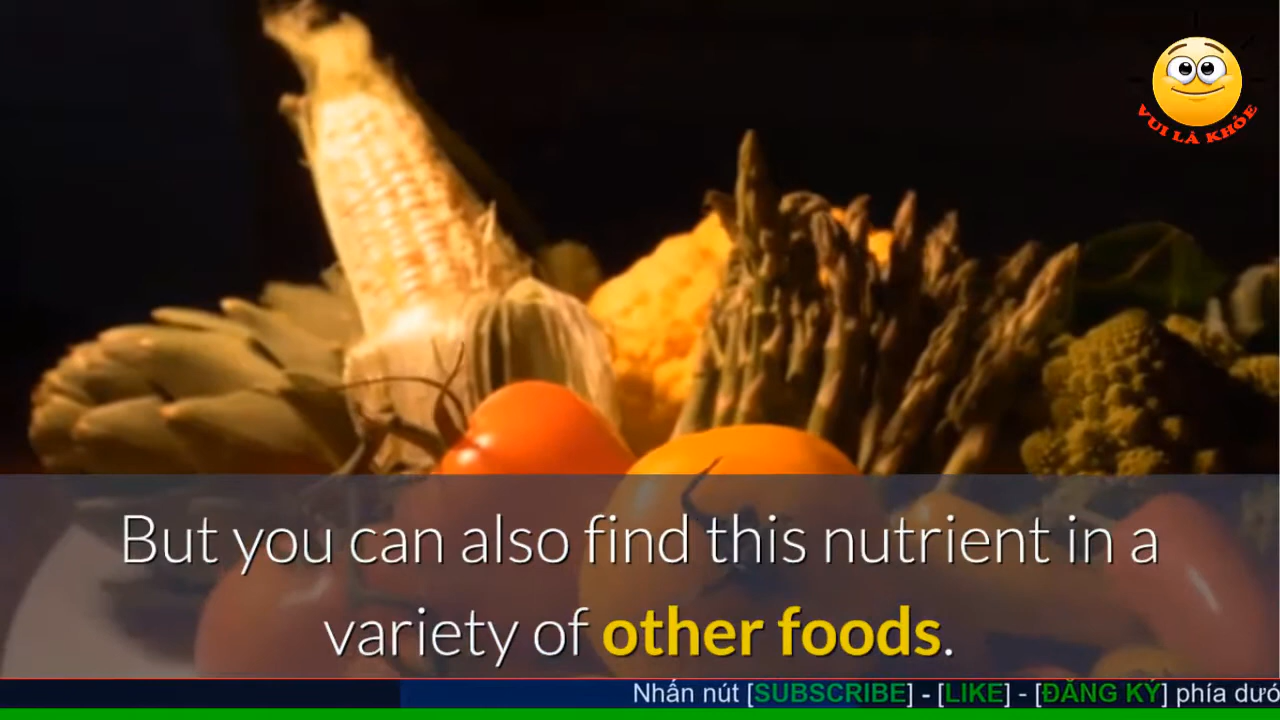 VUI LÀ KHỎE
But you can also find this nutrient in a
variety of other foods.
Nhấn nút [SUBSCRIBE] - [LIKE] - [ĐĂNG KÝ] phía dướ